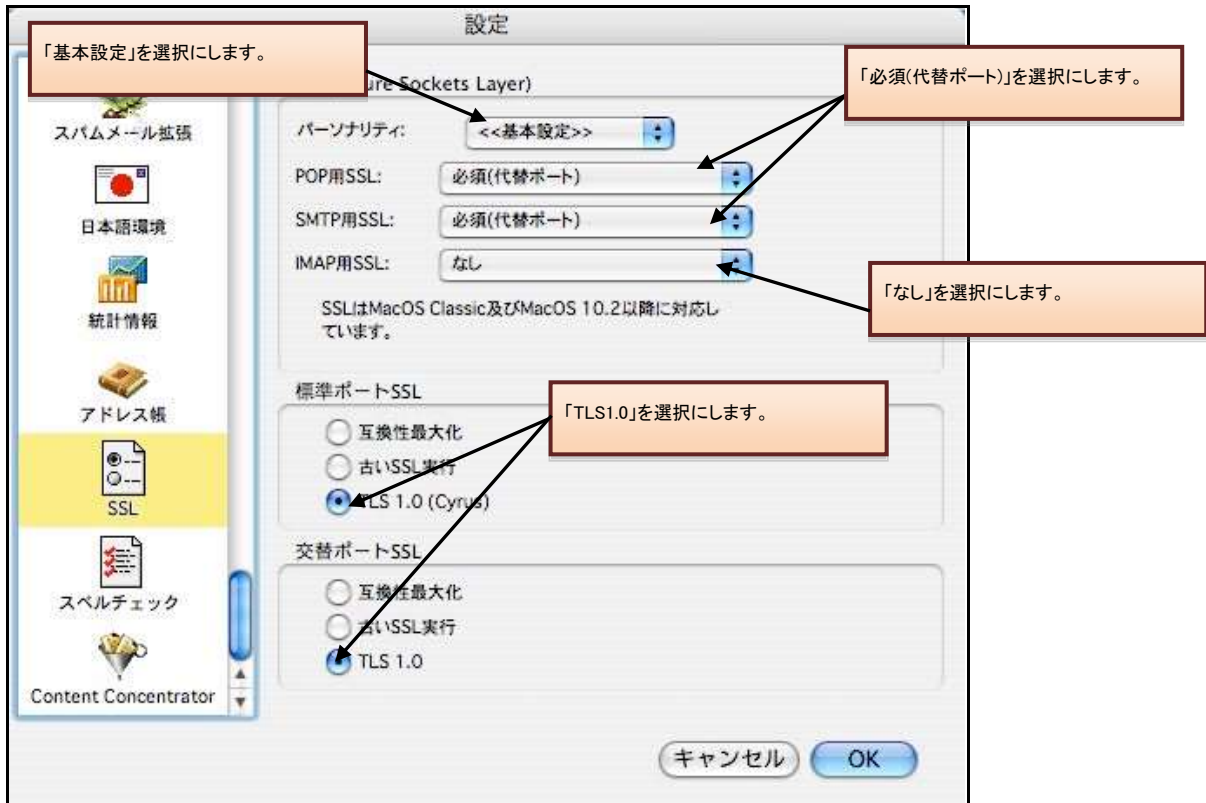 設定
「基本設定」を選択にします。
「必須(代替ポート)」を選択にします。
ure Sockets Layer)
スパムメール拡張
日本語環境
統計情報
アドレス帳
SSL
スペルチェック
Content Concentrator
パーソナリティ: <<基本設定>>
POP用SSL: 必須(代替ポート)
SMTP用SSL: 必須(代替ポート)
IMAP用SSL: なし
「なし」を選択にします。
SSLはMacOS Classic及びMacOS 10.2以降に対応し
ています。
標準ポートSSL
「TLS1.0」を選択にします。
互換性最大化
古いSSL実行
TLS 1.0 (Cyrus)
交替ポートSSL
互換性最大化
古いSSL実行
TLS 1.0
キャンセル OK